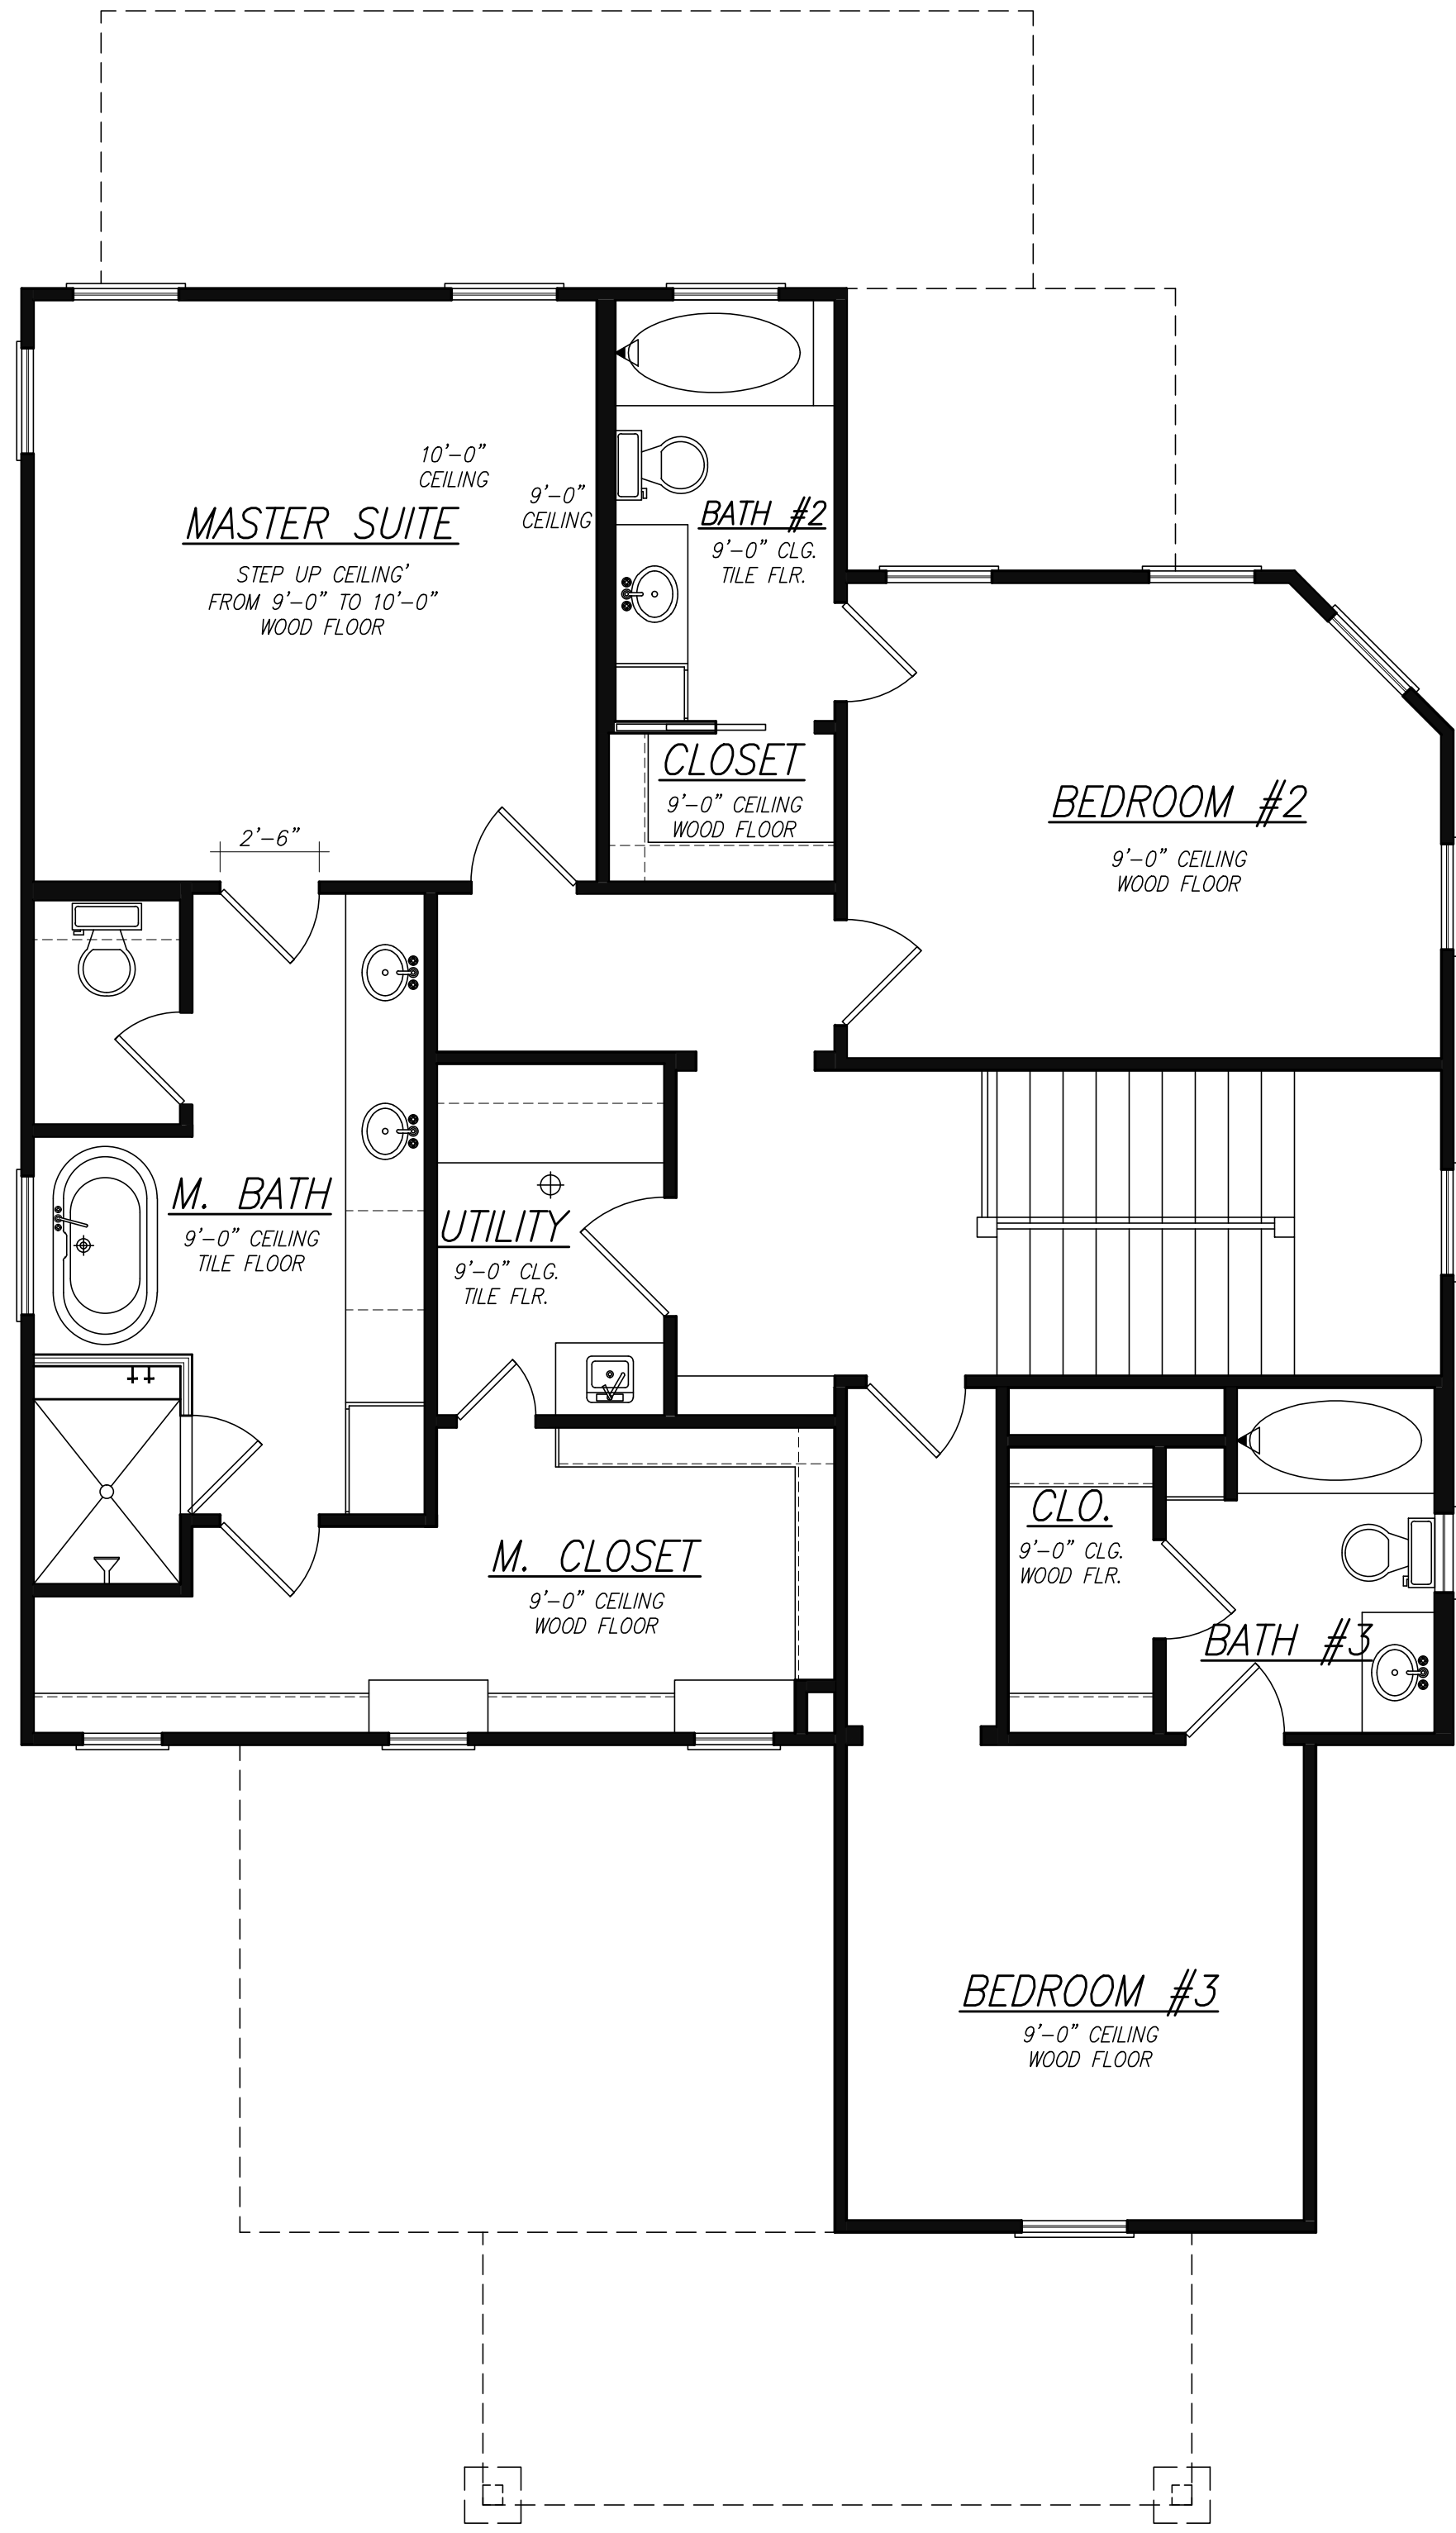 10'-0"
CEILING
9'-0"
CEILING
MASTER SUITE
STEP UP CEILING'
FROM 9'-0" TO 10'-0"
WOOD FLOOR
BATH #2
9'-0" CLG.
TILE FLR.
CLOSET
9'-0" CEILING
WOOD FLOOR
BEDROOM #2
9'-0" CEILING
WOOD FLOOR
2'-6"
M. BATH
9'-0" CEILING
TILE FLOOR
UTILITY
9'-0" CLG.
TILE FLR.
M. CLOSET
9'-0" CEILING
WOOD FLOOR
CLO.
9'-0" CLG.
WOOD FLR.
BATH #3
BEDROOM #3
9'-0" CEILING
WOOD FLOOR